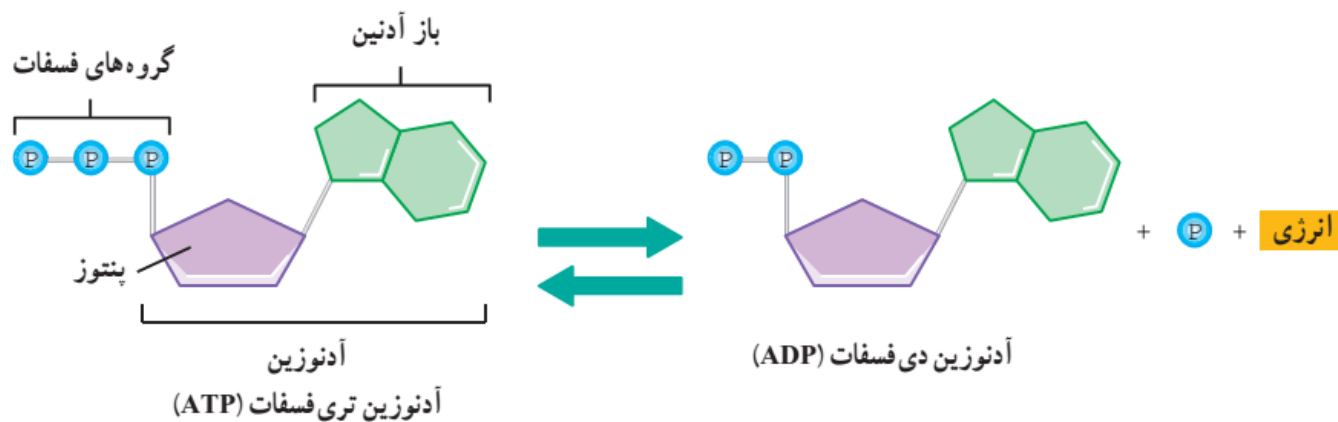 باز آدنین
گروه‌های فسفات
P P P
P P
پنتوز
+ P + انرژی
آدنوزین
آدنوزین تری فسفات (ATP)
آدنوزین دی فسفات (ADP)